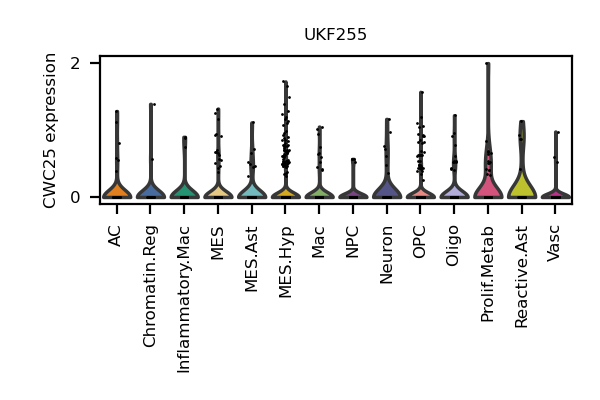 UKF255
CWC25 expression
2
0
AC
Chromatin.Reg
Inflammatory.Mac
MES
MES.Ast
MES.Hyp
Mac
NPC
Neuron
OPC
Oligo
Prolif.Metab
Reactive.Ast
Vasc